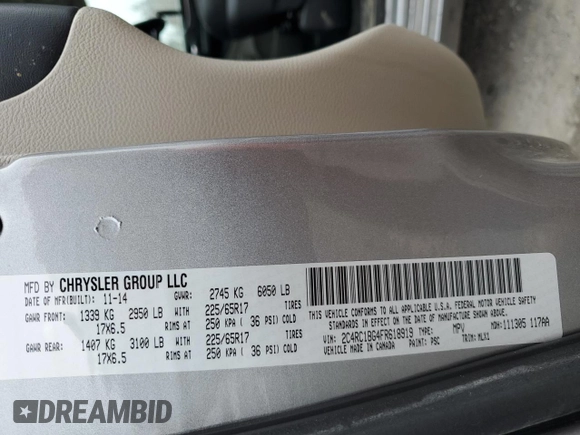 MFD BY CHRYSLER GROUP LLC
DATE OF MFR(BUILT): 11-14 GVWR: 2745 KG 6050 LB
GAWR FRONT: 1339 KG 2950 LB WITH 225/65R17 TIRES
17X6.5 RIMS AT 250 KPA ( 36 PSI) COLD
GAWR REAR: 1407 KG 3100 LB WITH 225/65R17 TIRES
17X6.5 RIMS AT 250 KPA ( 36 PSI) COLD
THIS VEHICLE CONFORMS TO ALL APPLICABLE U.S.A. FEDERAL MOTOR VEHICLE SAFETY
STANDARDS IN EFFECT ON THE DATE OF MANUFACTURE SHOWN ABOVE.
VIN: 2C4RC1BG4FR618919 TYPE: MPV MDH: 111305 117AA
VEHICLE MADE IN CANADA PAINT: PSC TRIM: MLX1
DREAMBID